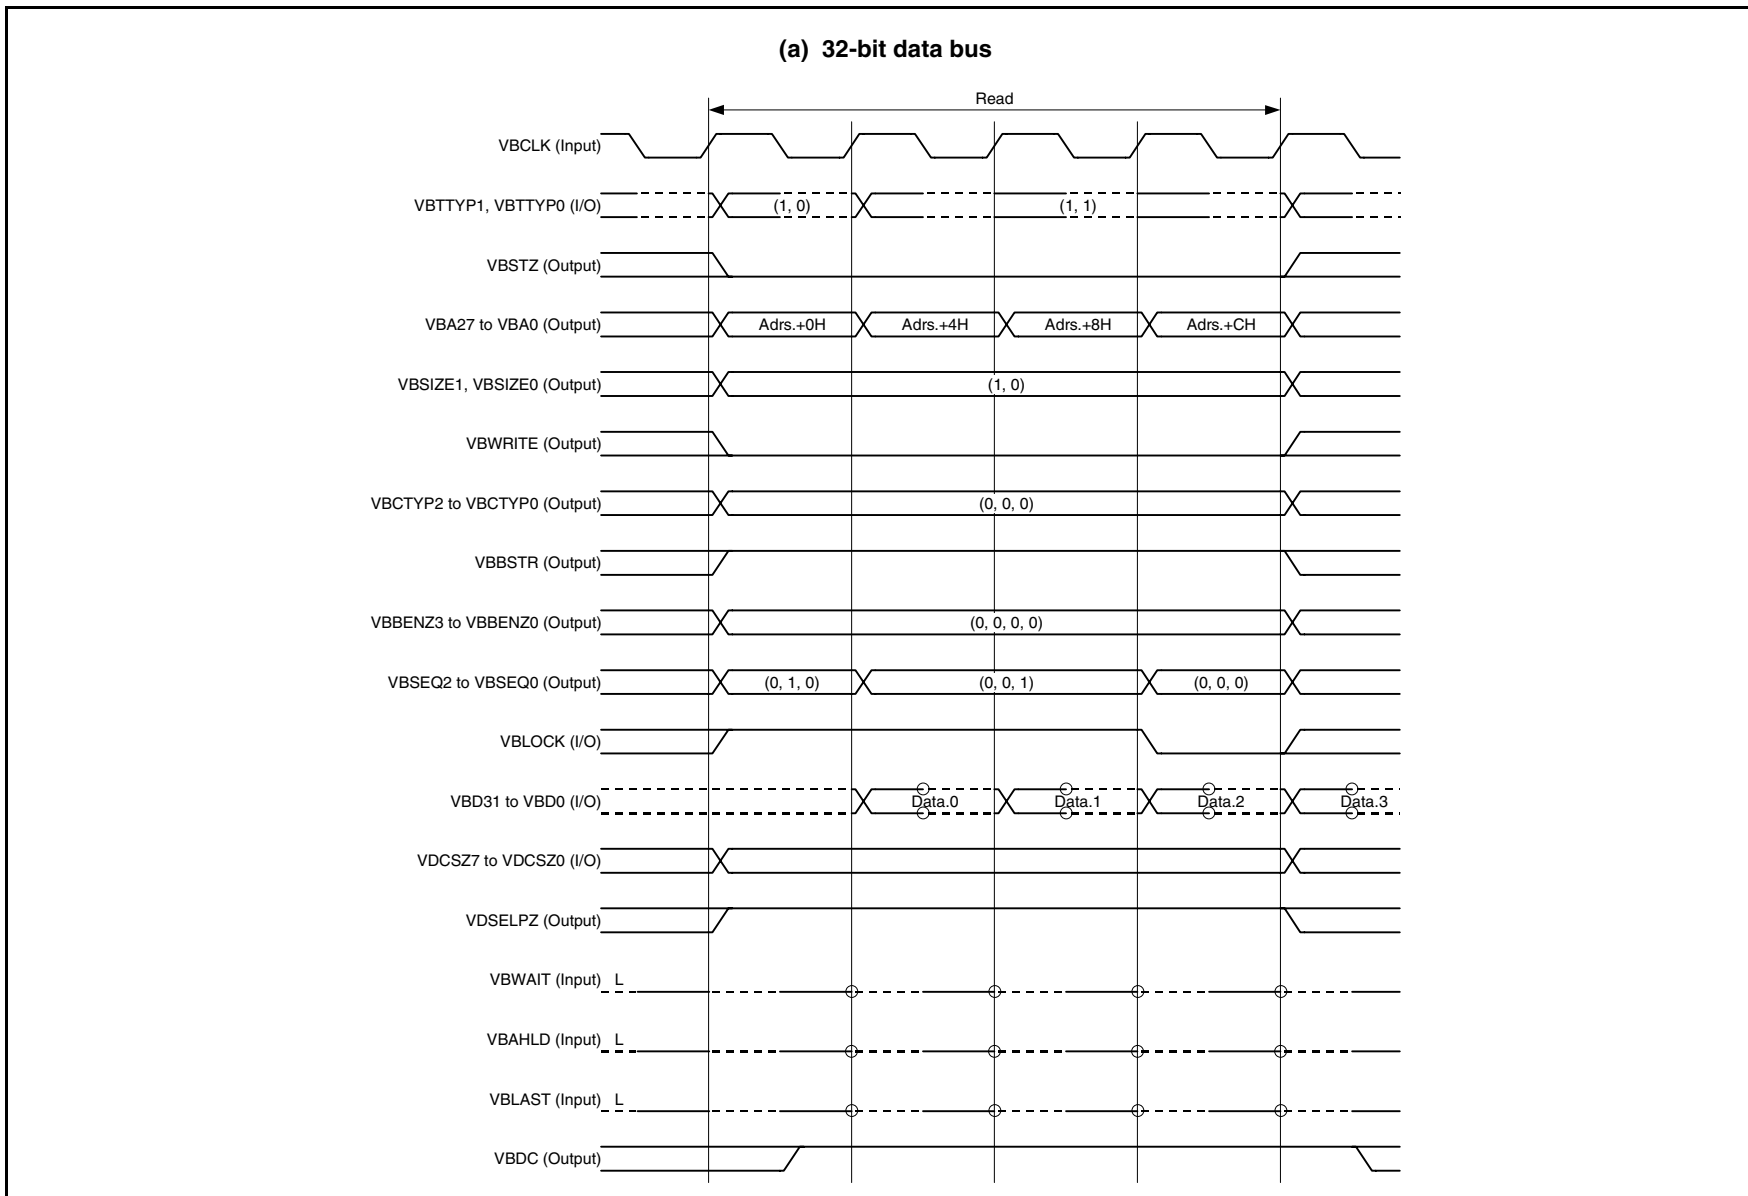 (a) 32-bit data bus
Read
VBCLK (Input)
VBTTYP1, VBTTYP0 (I/O) (1, 0) (1, 1)
VBSTZ (Output)
VBA27 to VBA0 (Output) Adrs.+0H Adrs.+4H Adrs.+8H Adrs.+CH
VBSIZE1, VBSIZE0 (Output) (1, 0)
VBWRITE (Output)
VBCTYP2 to VBCTYP0 (Output) (0, 0, 0)
VBBSTR (Output)
VBBENZ3 to VBBENZ0 (Output) (0, 0, 0, 0)
VBSEQ2 to VBSEQ0 (Output) (0, 1, 0) (0, 0, 1) (0, 0, 0)
VBLOCK (I/O)
VBD31 to VBD0 (I/O) Data.0 Data.1 Data.2 Data.3
VDCSZ7 to VDCSZ0 (I/O)
VDSELPZ (Output)
VBWAIT (Input) L
VBAHLD (Input) L
VBLAST (Input) L
VBDC (Output)